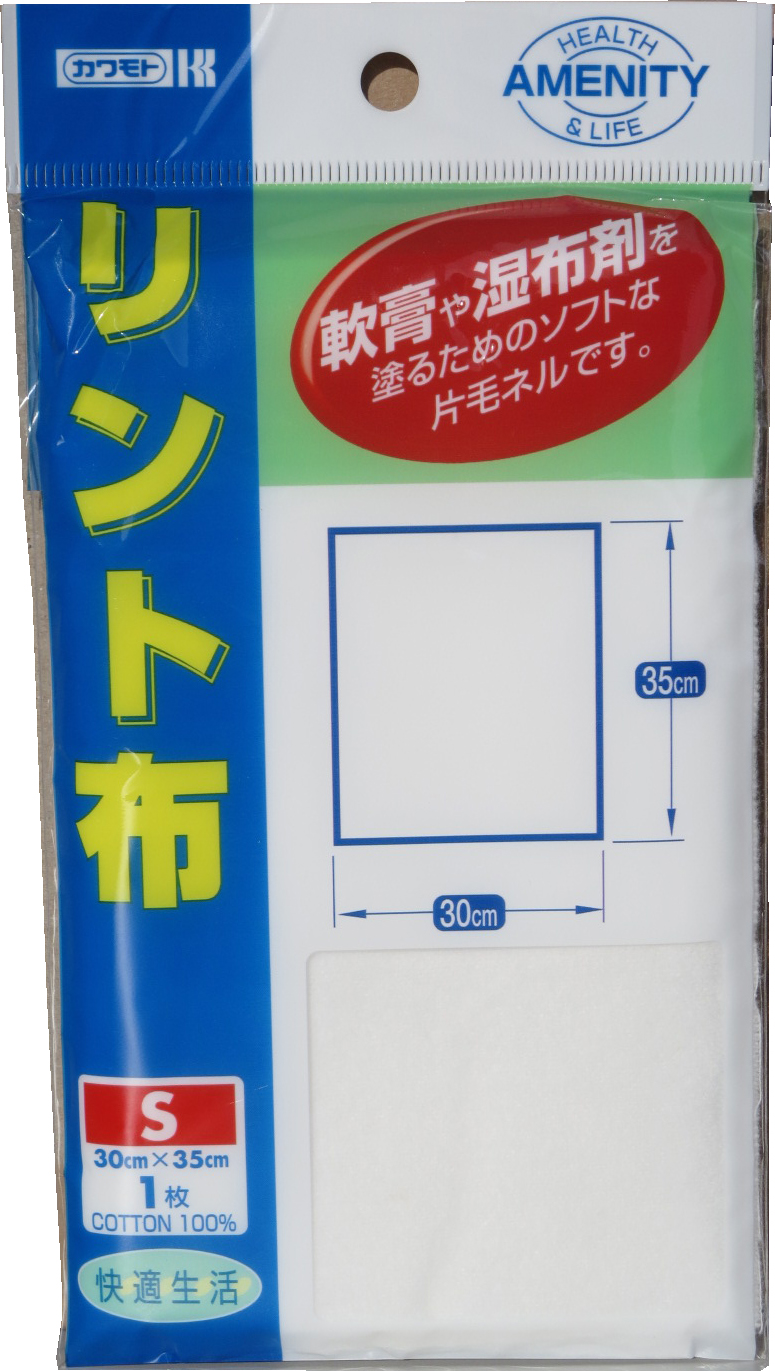 カワモト
HEALTH
AMENITY
& LIFE
リント布
軟膏や湿布剤を
塗るためのソフトな
片毛ネルです。
35cm
30cm
S
30cm×35cm
1枚
COTTON 100%
快適生活